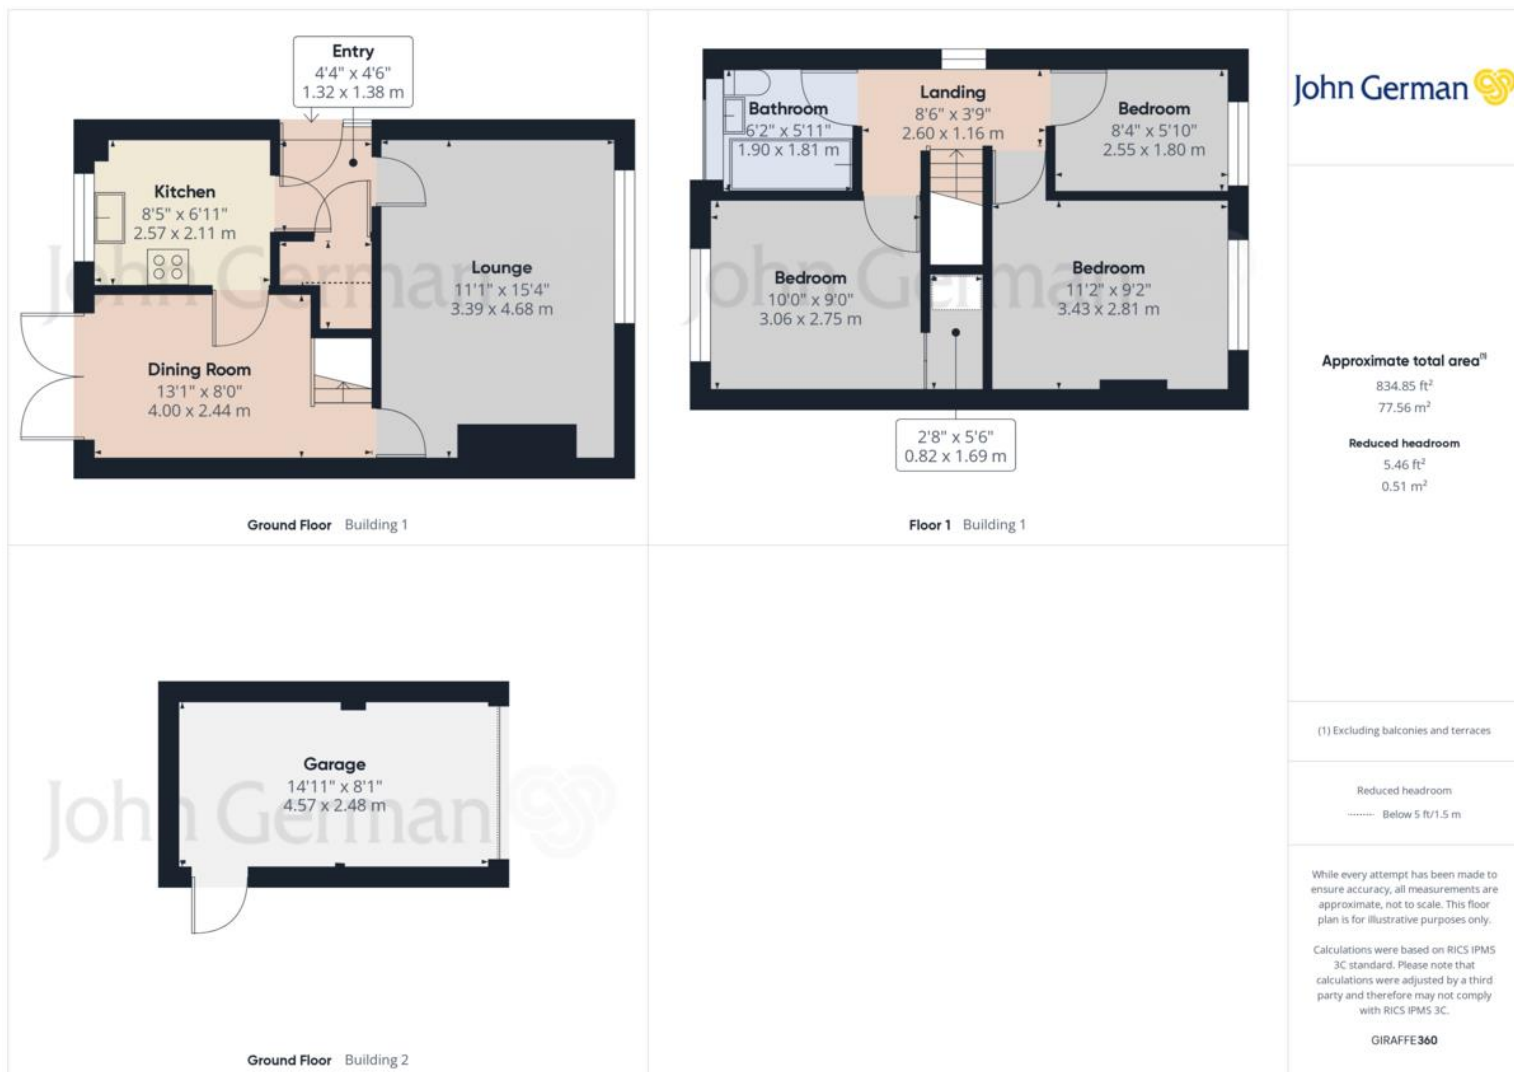 Entry
4'4" x 4'6"
1.32 x 1.38 m
Kitchen
8'5" x 6'11"
2.57 x 2.11 m
Lounge
11'1" x 15'4"
3.39 x 4.68 m
Dining Room
13'1" x 8'0"
4.00 x 2.44 m
John German
Ground Floor Building 1
Bathroom
6'2" x 5'11"
1.90 x 1.81 m
Landing
8'6" x 3'9"
2.60 x 1.16 m
Bedroom
8'4" x 5'10"
2.55 x 1.80 m
Bedroom
10'0" x 9'0"
3.06 x 2.75 m
Bedroom
11'2" x 9'2"
3.43 x 2.81 m
2'8" x 5'6"
0.82 x 1.69 m
John German
Floor 1 Building 1
Garage
14'11" x 8'1"
4.57 x 2.48 m
John German
Ground Floor Building 2
John German
Approximate total area(1)
834.85 ft²
77.56 m²
Reduced headroom
5.46 ft²
0.51 m²
(1) Excluding balconies and terraces
Reduced headroom
Below 5 ft/1.5 m
While every attempt has been made to
ensure accuracy, all measurements are
approximate, not to scale. This floor
plan is for illustrative purposes only.
Calculations were based on RICS IPMS
3C standard. Please note that
calculations were adjusted by a third
party and therefore may not comply
with RICS IPMS 3C.
GIRAFFE360